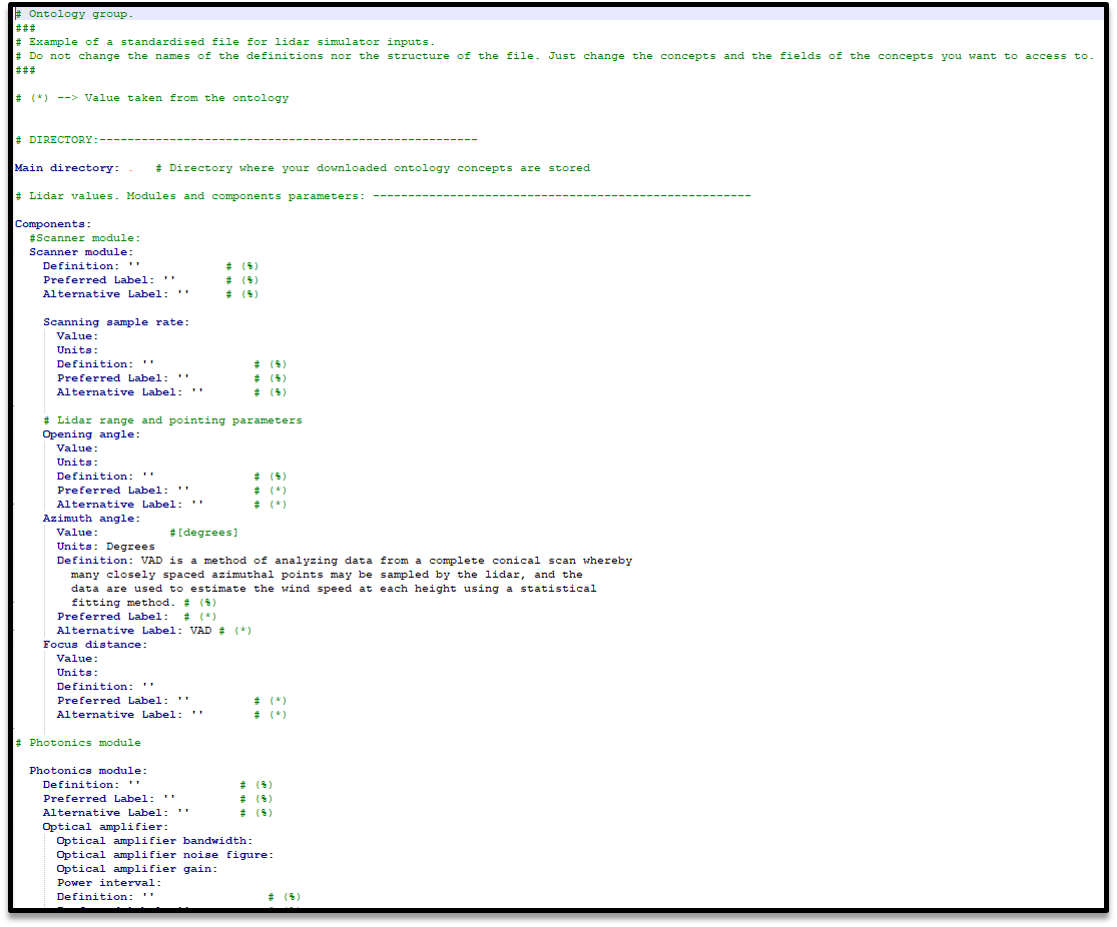 # Ontology group.
###
# Example of a standardised file for lidar simulator inputs.
# Do not change the names of the definitions nor the structure of the file. Just change the concepts and the fields of the concepts you want to access to.
###
# (*) --> Value taken from the ontology
# DIRECTORY:------------------------------------------------------
Main directory: .   # Directory where your downloaded ontology concepts are stored
# Lidar values. Modules and components parameters: ------------------------------------------------------
Components:
  #Scanner module:
  Scanner module:
    Definition: ''            # (%)
    Preferred Label: ''       # (%)
    Alternative Label: ''     # (%)
    Scanning sample rate:
      Value:
      Units:
      Definition: ''              # (%)
      Preferred Label: ''         # (%)
      Alternative Label: ''       # (%)
    # Lidar range and pointing parameters
    Opening angle:
      Value:
      Units:
      Definition: ''              # (%)
      Preferred Label: ''         # (*)
      Alternative Label: ''       # (*)
    Azimuth angle:
      Value:          #[degrees]
      Units: Degrees
      Definition: VAD is a method of analyzing data from a complete conical scan whereby
        many closely spaced azimuthal points may be sampled by the lidar, and the
        data are used to estimate the wind speed at each height using a statistical
        fitting method. # (%)
      Preferred Label:  # (*)
      Alternative Label: VAD # (*)
    Focus distance:
      Value:
      Units:
      Definition: ''
      Preferred Label: ''         # (*)
      Alternative Label: ''       # (*)
# Photonics module
  Photonics module:
    Definition: ''              # (%)
    Preferred Label: ''         # (%)
    Alternative Label: ''       # (%)
    Optical amplifier:
      Optical amplifier bandwidth:
      Optical amplifier noise figure:
      Optical amplifier gain:
      Power interval:
      Definition: ''                # (%)